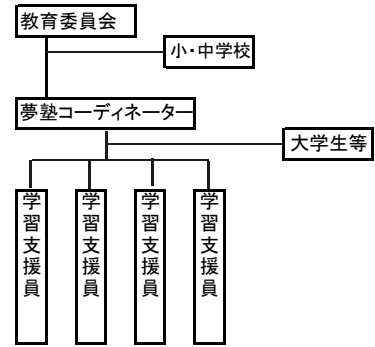 教育委員会
小・中学校
夢塾コーディネーター
大学生等
学習支援員
学習支援員
学習支援員
学習支援員